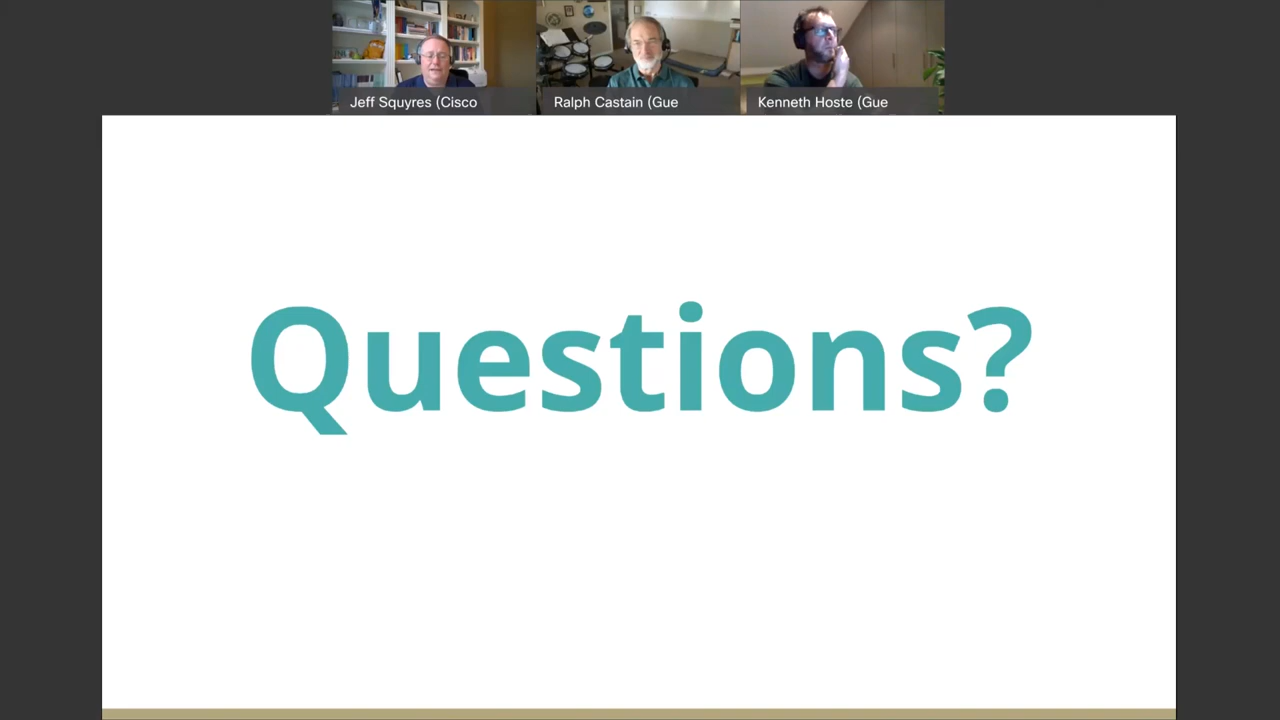 Jeff Squyres (Cisco
Ralph Castain (Gue
Kenneth Hoste (Gue
Questions?